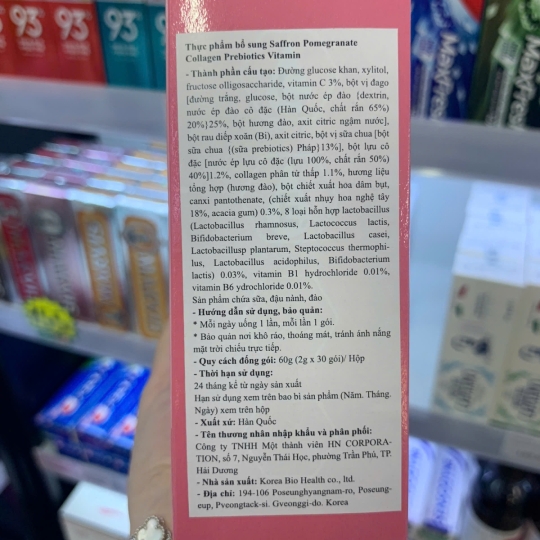 93
93
93
Thực phẩm bổ sung Saffron Pomegranate
Collagen Prebiotics Vitamin
- Thành phần cấu tạo: Đường glucose khan, xylitol,
fructose olligosaccharide, vitamin C 3%, bột vị đago
[đường trắng, glucose, bột nước ép đào {dextrin,
nước ép đào cô đặc (Hàn Quốc, chất rắn 65%)
20%}25%, bột hương đào, axit citric ngậm nước],
bột rau diếp xoăn (Bỉ), axit citric, bột vị sữa chua [bột
sữa chua {(sữa prebiotics) Pháp}13%], bột lựu cô
đặc [nước ép lựu cô đặc (lựu 100%, chất rắn 50%)
40%]1.2%, collagen phân tử thấp 1.1%, hương liệu
tổng hợp (hương đào), bột chiết xuất hoa dâm bụt,
canxi pantothenate, (chiết xuất nhụy hoa nghệ tây
18%, acacia gum) 0.3%, 8 loại hỗn hợp lactobacillus
(Lactobacillus rhamnosus, Lactococcus lactis,
Bifidobacterium breve, Lactobacillus casei,
Lactobacillusp plantarum, Steptococcus thermophi-
lus, Lactobacillus acidophilus, Bifidobacterium
lactis) 0.03%, vitamin B1 hydrochloride 0.01%,
vitamin B6 ydrochloride 0.01%.
Sản phẩm chứa sữa, đậu nành, đào
- Hướng dẫn sử dụng, bảo quản:
* Mỗi ngày uống 1 lần, mỗi lần 1 gói.
* Bảo quản nơi khô ráo, thoáng mát, tránh ánh nắng
mặt trời chiếu trực tiếp.
- Quy cách đóng gói: 60g (2g x 30 gói)/ Hộp
- Thời hạn sử dụng:
24 tháng kể từ ngày sản xuất
Hạn sử dụng xem trên bao bì sản phẩm (Năm. Tháng.
Ngày) xem trên hộp
- Xuất xứ: Hàn Quốc
- Tên thương nhân nhập khẩu và phân phối:
Công ty TNHH Một thành viên HN CORPORA-
TION, số 7, Nguyễn Thái Học, phường Trần Phú, TP.
Hải Dương
- Nhà sản xuất: Korea Bio Health co., ltd.
- Địa chỉ: 194-106 Poseunghyangnam-ro, Poseung-
eup, Pveongtack-si. Gveonggi-do. Korea